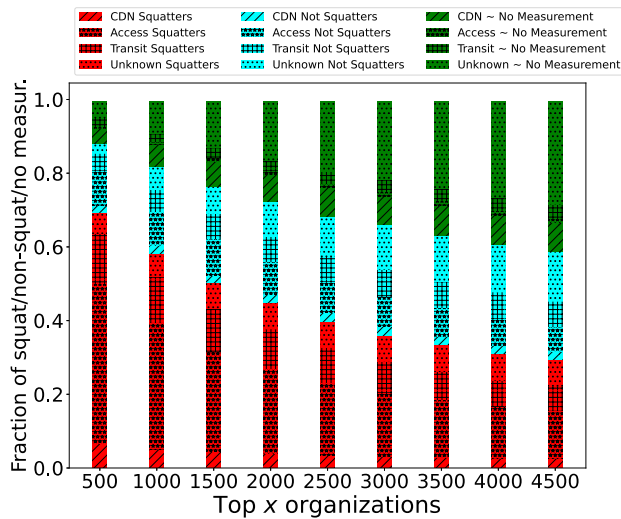 CDN Squatters CDN Not Squatters CDN ~ No Measurement
Access Squatters Access Not Squatters Access ~ No Measurement
Transit Squatters Transit Not Squatters Transit ~ No Measurement
Unknown Squatters Unknown Not Squatters Unknown ~ No Measurement
Fraction of squat/non-squat/no measur.
1.0
0.8
0.6
0.4
0.2
0.0
500 1000 1500 2000 2500 3000 3500 4000 4500
Top x organizations